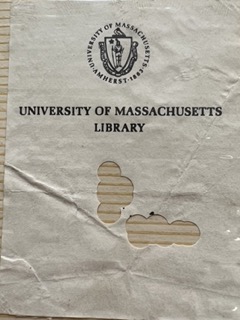 UNIVERSITY OF MASSACHUSETTS
AMHERST · 1863
UNIVERSITY OF MASSACHUSETTS
LIBRARY